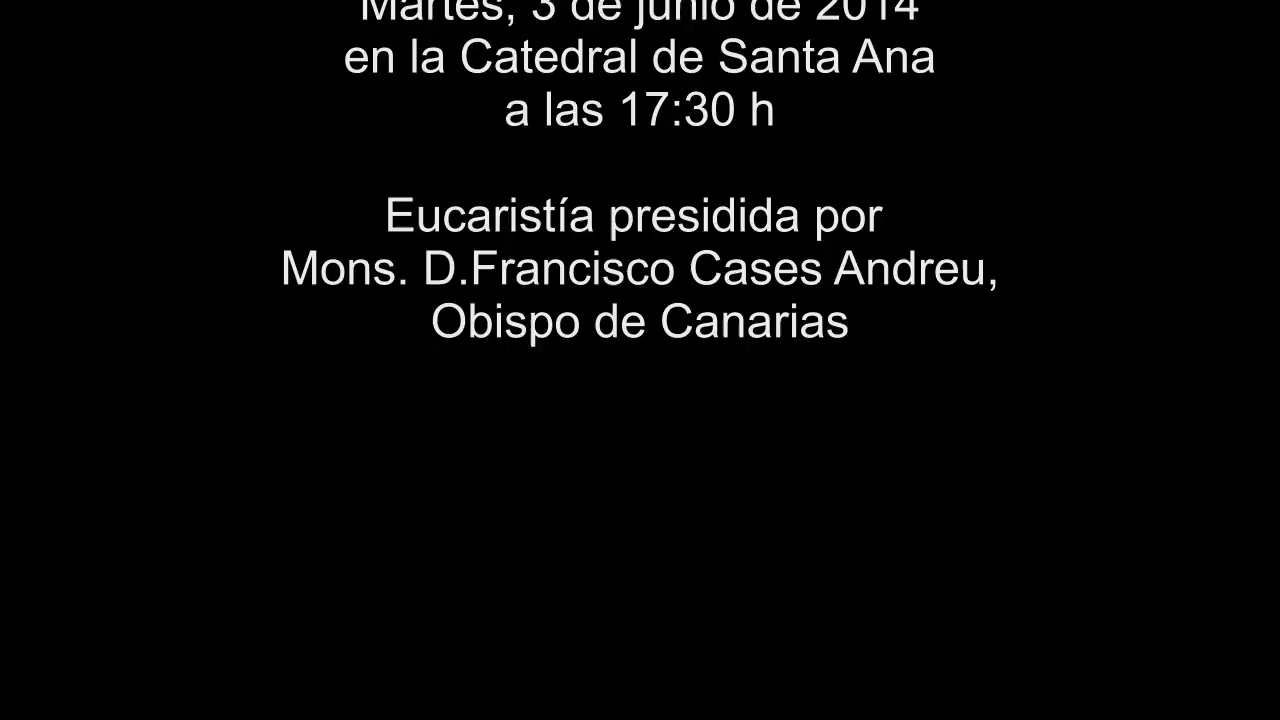 Martes, 3 de junio de 2014
en la Catedral de Santa Ana
a las 17:30 h
Eucaristía presidida por
Mons. D.Francisco Cases Andreu,
Obispo de Canarias